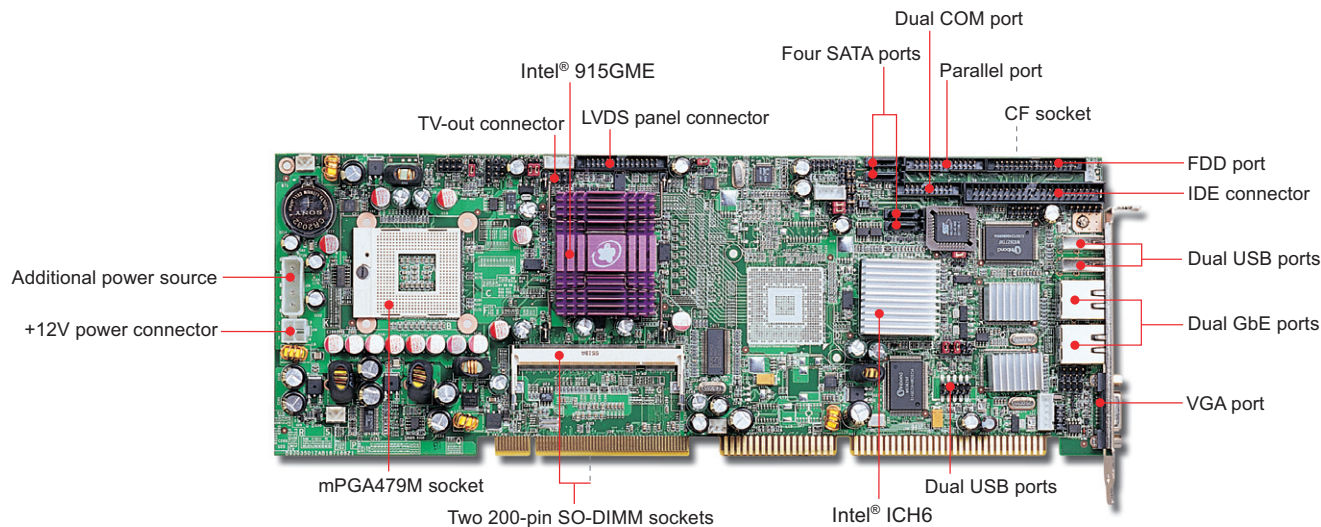 Dual COM port
Four SATA ports
Intel® 915GME
Parallel port
TV-out connector
LVDS panel connector
CF socket
FDD port
IDE connector
Dual USB ports
Additional power source
+12V power connector
Dual GbE ports
VGA port
mPGA479M socket
Two 200-pin SO-DIMM sockets
Intel® ICH6
Dual USB ports
SONY